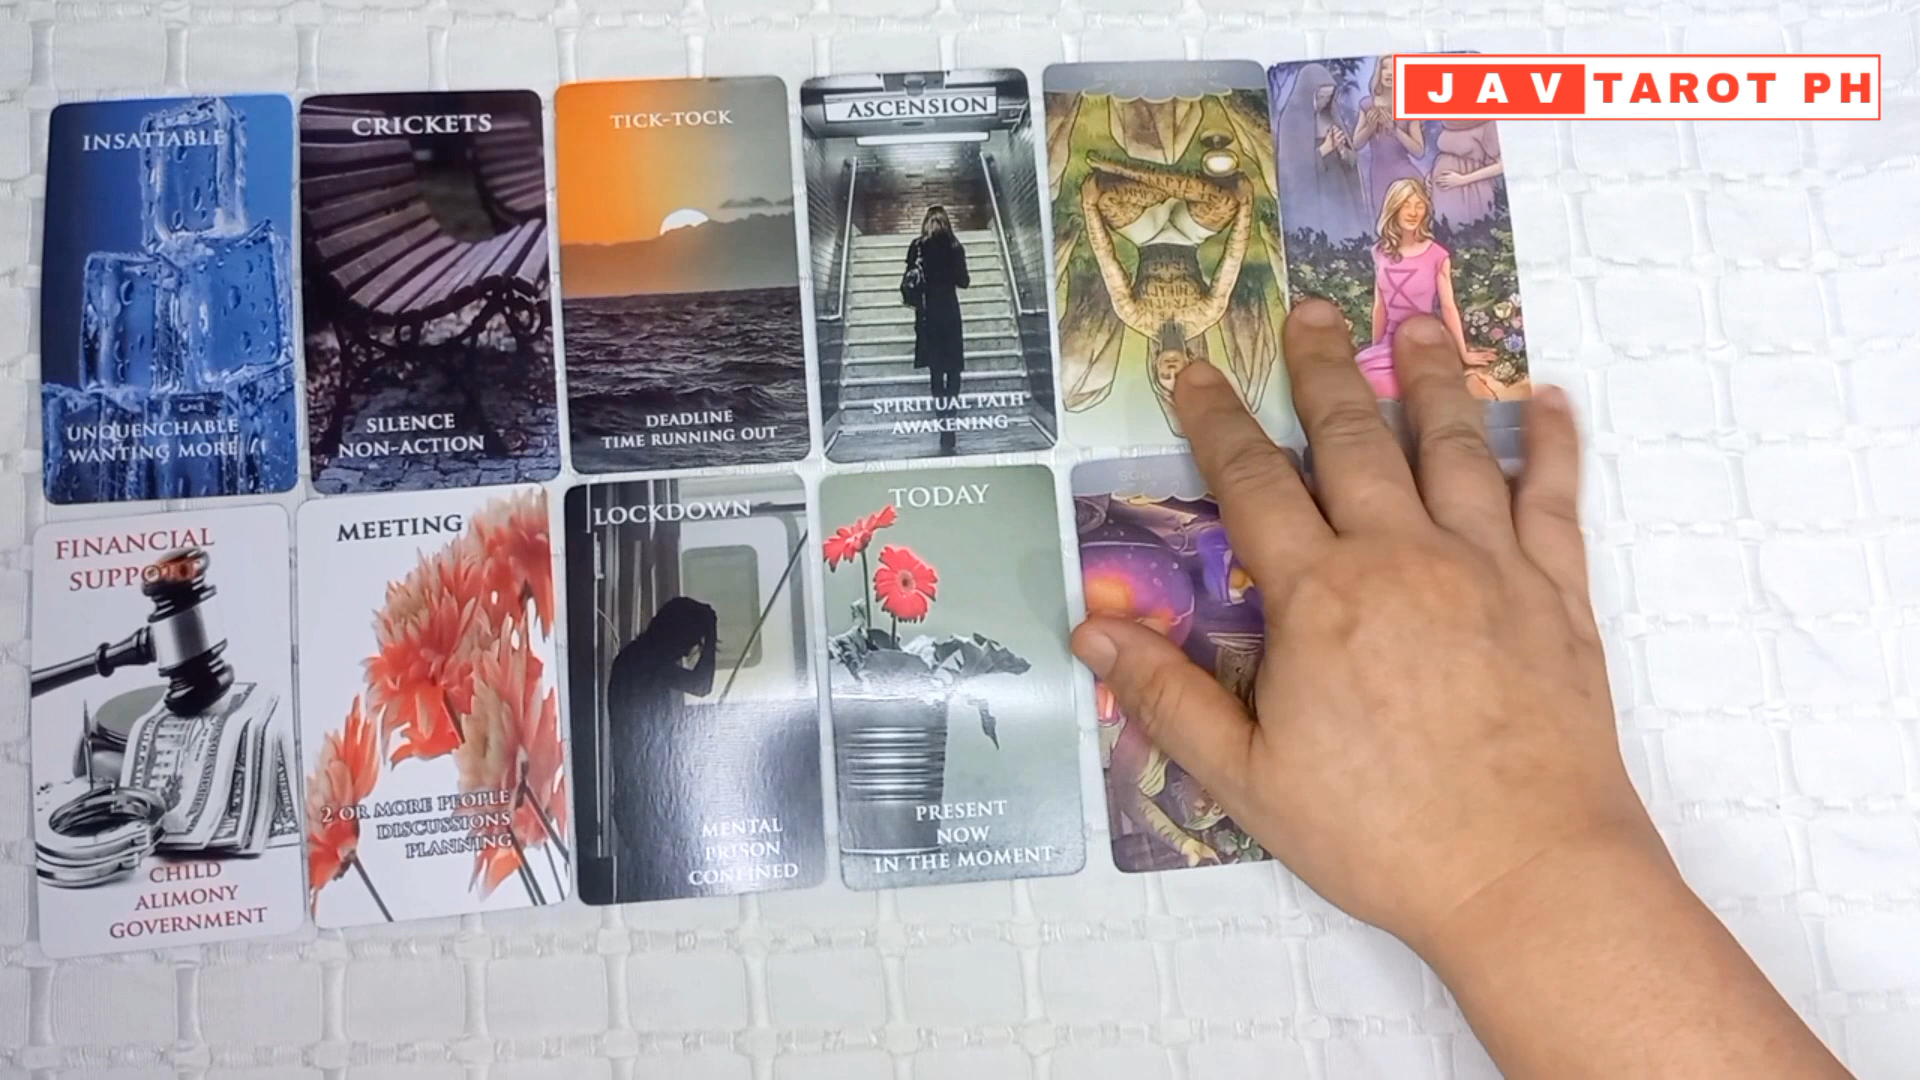 JAV TAROT PH
INSATIABLE
UNQUENCHABLE
WANTING MORE
CRICKETS
SILENCE
NON-ACTION
TICK-TOCK
DEADLINE
TIME RUNNING OUT
ASCENSION
SPIRITUAL PATH
AWAKENING
FINANCIAL
SUPPORT
CHILD
ALIMONY
GOVERNMENT
MEETING
2 OR MORE PEOPLE
DISCUSSIONS
PLANNING
LOCKDOWN
MENTAL
PRISON
CONFINED
TODAY
PRESENT
NOW
IN THE MOMENT